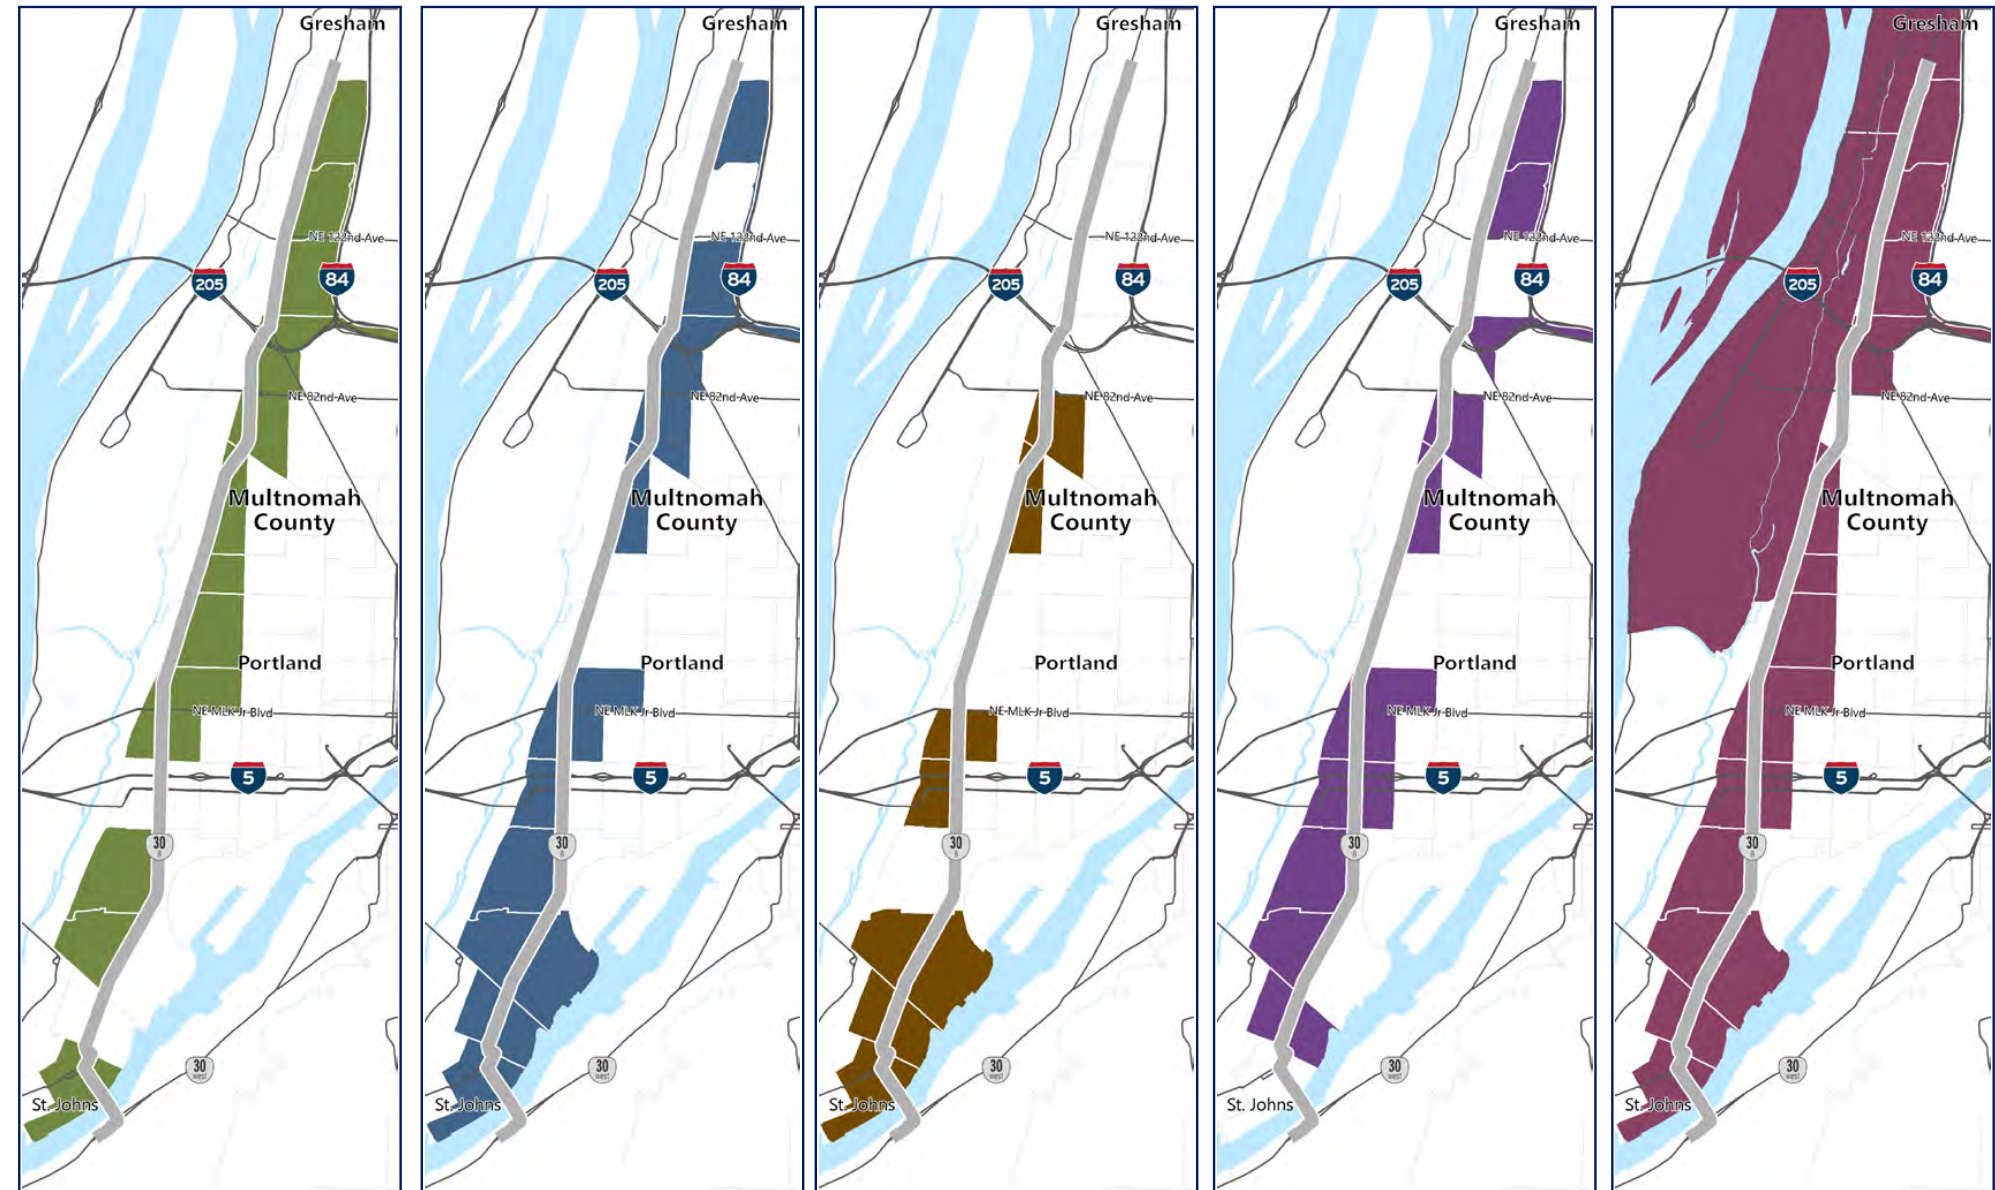 Gresham
NE 122nd-Ave
205
84
NE 82nd-Ave
Multnomah
County
Portland
NE MLK Jr Blvd
5
30
B
30
west
St. Johns
Gresham
NE 122nd-Ave
205
84
NE 82nd-Ave
Multnomah
County
Portland
NE MLK Jr Blvd
5
30
B
30
west
St. Johns
Gresham
NE 122nd-Ave
205
84
NE 82nd-Ave
Multnomah
County
Portland
NE MLK Jr Blvd
5
30
B
30
west
St. Johns
Gresham
NE 122nd-Ave
205
84
NE 82nd-Ave
Multnomah
County
Portland
NE MLK Jr Blvd
5
30
B
30
west
St. Johns
Gresham
NE 122nd-Ave
205
84
NE 82nd-Ave
Multnomah
County
Portland
NE MLK Jr Blvd
5
30
B
30
west
St. Johns